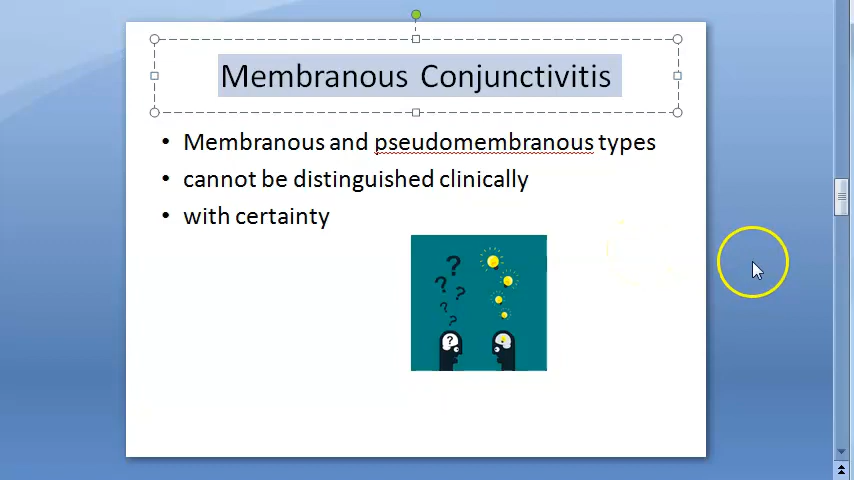 Membranous Conjunctivitis
• Membranous and pseudomembranous types
• cannot be distinguished clinically
• with certainty
? 
?
?
?
?
?